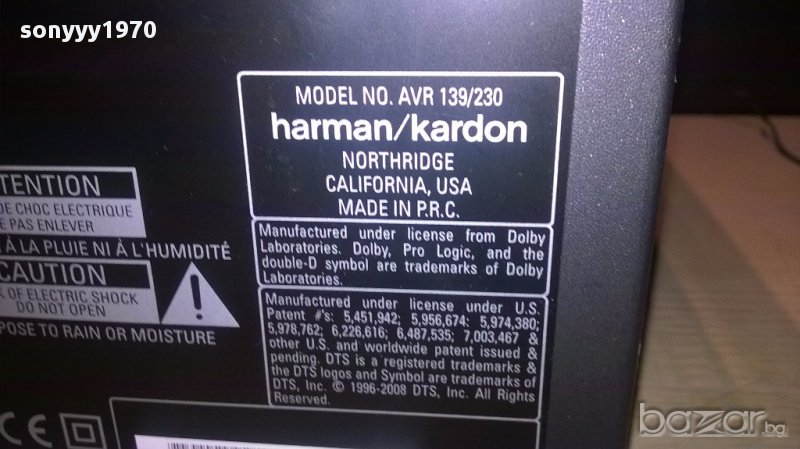 sonyyy1970
MODEL NO. AVR 139/230
harman/kardon
NORTHRIDGE
CALIFORNIA, USA
MADE IN P.R.C.
TENTION
DE CHOC ELECTRIQUE
E PAS ENLEVER
À LA PLUIE NI À L'HUMIDITÉ
CAUTION
K OF ELECTRIC SHOCK
DO NOT OPEN
POSE TO RAIN OR MOISTURE
Manufactured under license from Dolby
Laboratories. Dolby, Pro Logic, and the
double-D symbol are trademarks of Dolby
Laboratories.
Manufactured under license under U.S.
Patent #'s: 5,451,942; 5,956,674; 5,974,380;
5,978,762; 6,226,616; 6,487,535; 7,003,467 &
other U.S. and worldwide patent issued &
pending. DTS is a registered trademark &
the DTS logos and Symbol are trademarks of
DTS, Inc. © 1996-2008 DTS, Inc. All Rights
Reserved.
CE
bazar.bg